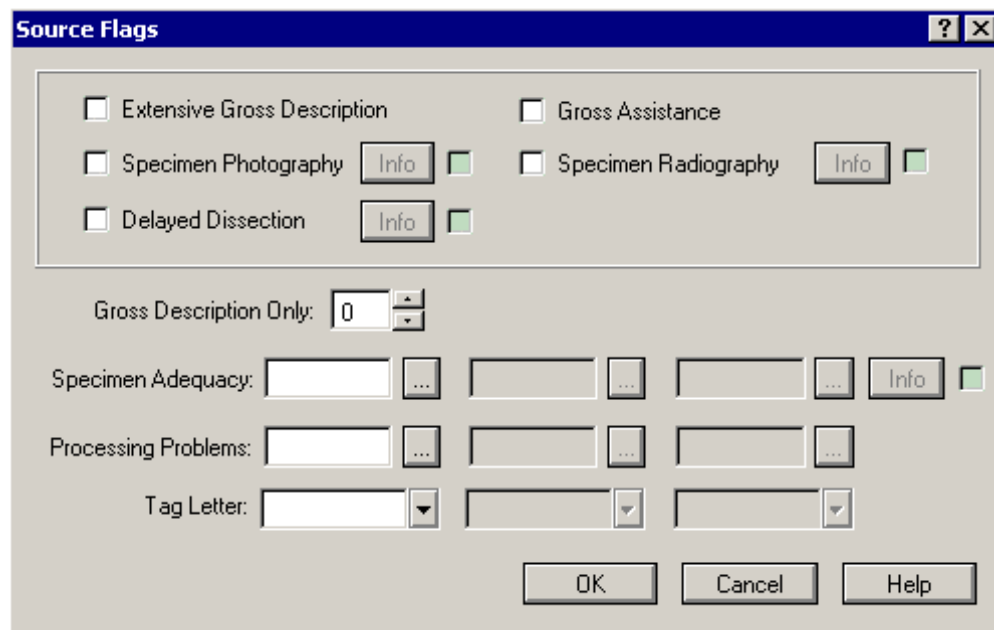 Source Flags
Extensive Gross Description Gross Assistance
Specimen Photography Info Specimen Radiography Info
Delayed Dissection Info
Gross Description Only: 0
Specimen Adequacy: ... ... ... Info
Processing Problems: ... ... ...
Tag Letter:
OK Cancel Help